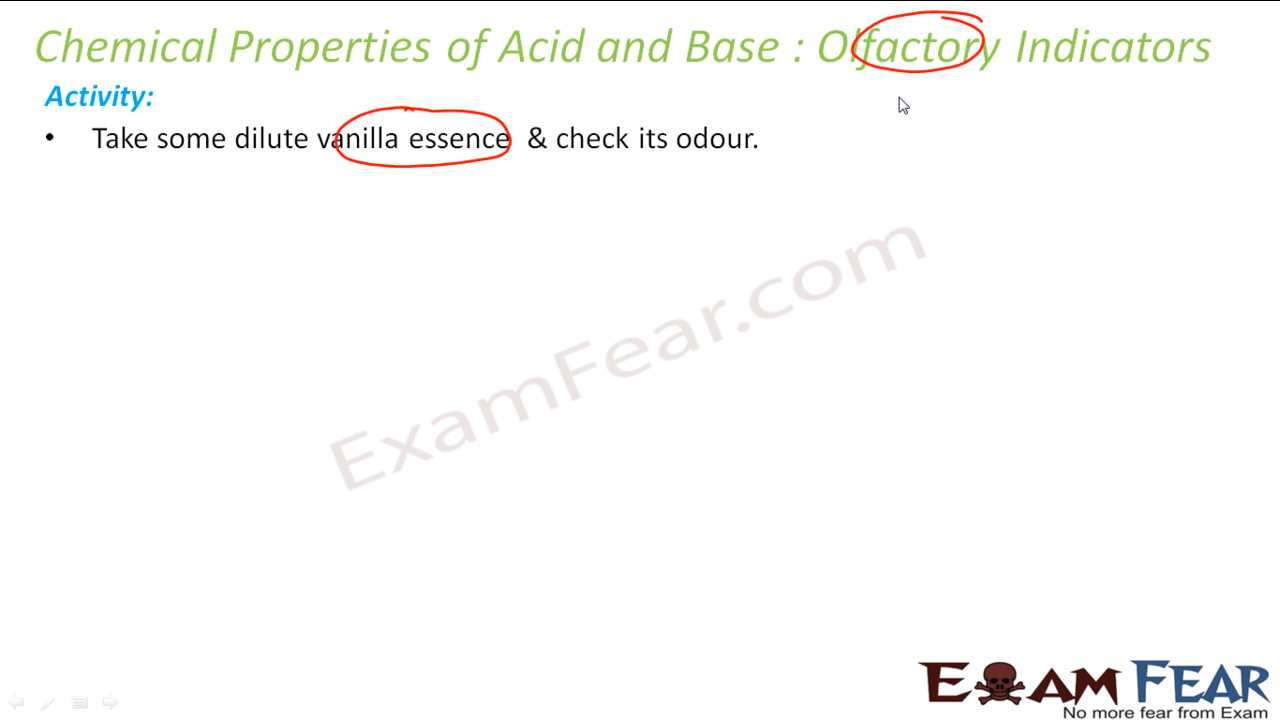 Chemical Properties of Acid and Base : Olfactory Indicators
Activity:
• Take some dilute vanilla essence & check its odour.
ExamFear.com
EXAM FEAR
No more fear from Exam